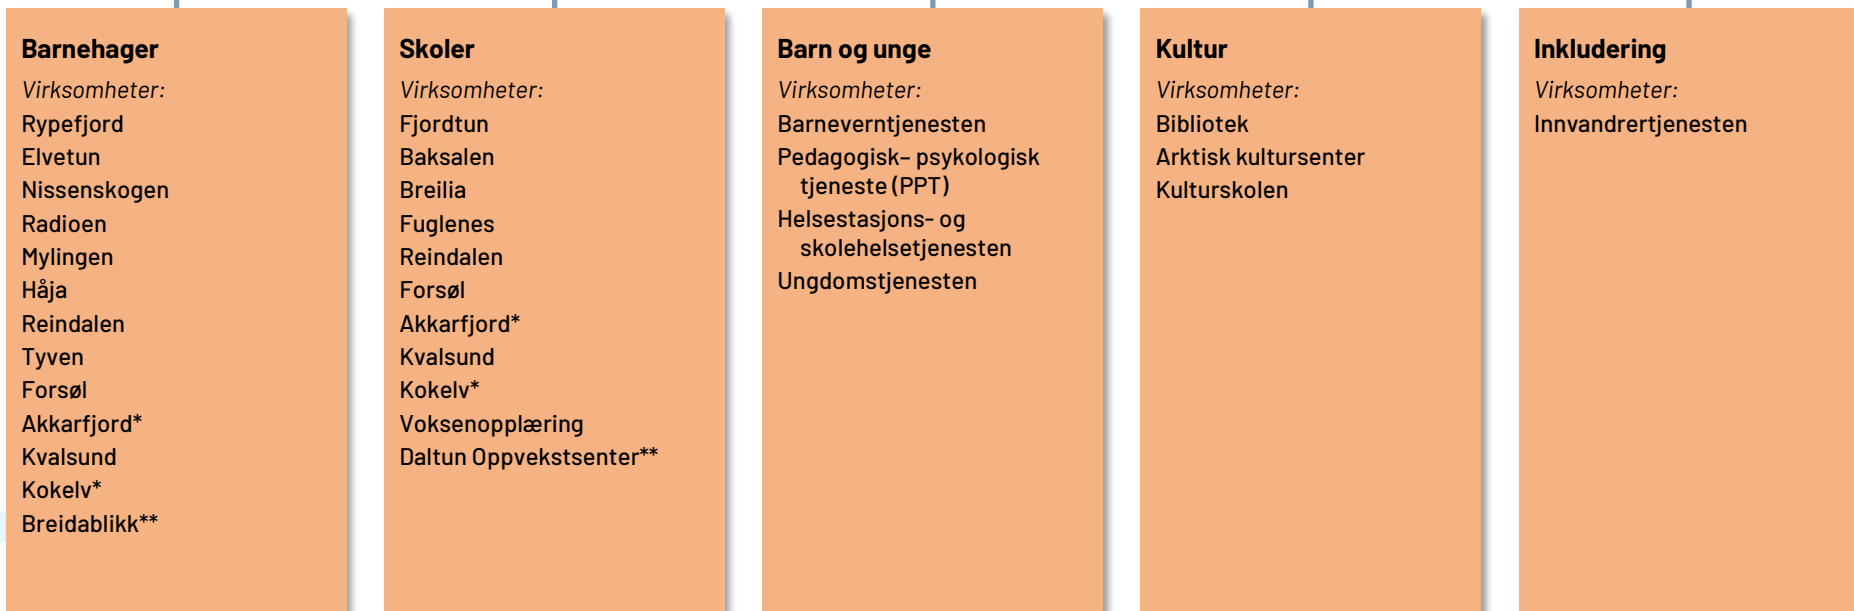 Barnehager
Virksomheter:
Rypefjord
Elvetun
Nissenskogen
Radioen
Mylingen
Håja
Reindalen
Tyven
Forsøl
Akkarfjord*
Kvalsund
Kokelv*
Breidablikk**
Skoler
Virksomheter:
Fjordtun
Baksalen
Breilia
Fuglenes
Reindalen
Forsøl
Akkarfjord*
Kvalsund
Kokelv*
Voksenopplæring
Daltun Oppvekstsenter**
Barn og unge
Virksomheter:
Barneverntjenesten
Pedagogisk– psykologisk
tjeneste (PPT)
Helsestasjons- og
skolehelsetjenesten
Ungdomstjenesten
Kultur
Virksomheter:
Bibliotek
Arktisk kultursenter
Kulturskolen
Inkludering
Virksomheter:
Innvandrertjenesten